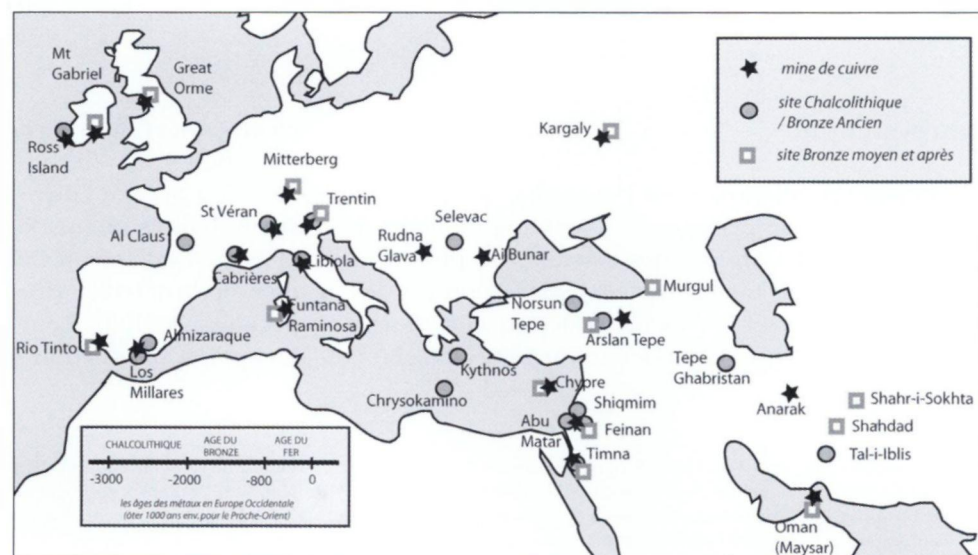 Mt
Gabriel
Great
Orme
Ross
Island
Kargaly
mine de cuivre
site Chalcolithique
/ Bronze Ancien
site Bronze moyen et après
Mitterberg
Trentin
St Véran
Al Claus
Selevac
Rudna
Glava
Ai Bunar
Cabrières
Libiola
Murgul
Norsun
Tepe
Funtana
Raminosa
Arslan Tepe
Rio Tinto
Almizaraque
Los
Millares
Kythnos
Tepe
Ghabristan
Chrysokamino
Chypre
Anarak
Shahr-i-Sokhta
Shiqmim
Abu
Matar
Feinan
Shahdad
Timna
Tal-i-Iblis
Oman
(Maysar)
CHALCOLITHIQUE
AGE DU
BRONZE
AGE DU
FER
-3000
-2000
-800
0
les âges des métaux en Europe Occidentale
(ôter 1000 ans env. pour le Proche-Orient)